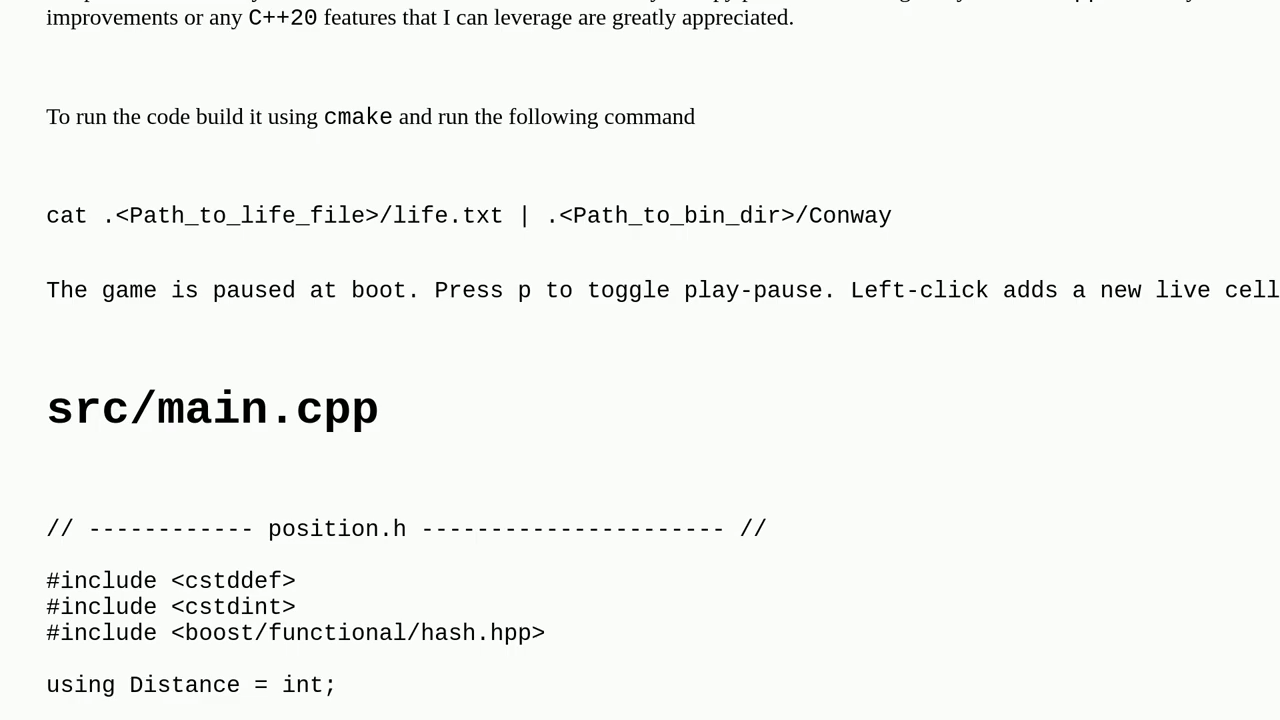 improvements or any C++20 features that I can leverage are greatly appreciated.
To run the code build it using cmake and run the following command
cat .<Path_to_life_file>/life.txt | .<Path_to_bin_dir>/Conway
The game is paused at boot. Press p to toggle play-pause. Left-click adds a new live cell
src/main.cpp
// ------------ position.h ---------------------- //
#include <cstddef>
#include <cstdint>
#include <boost/functional/hash.hpp>
using Distance = int;